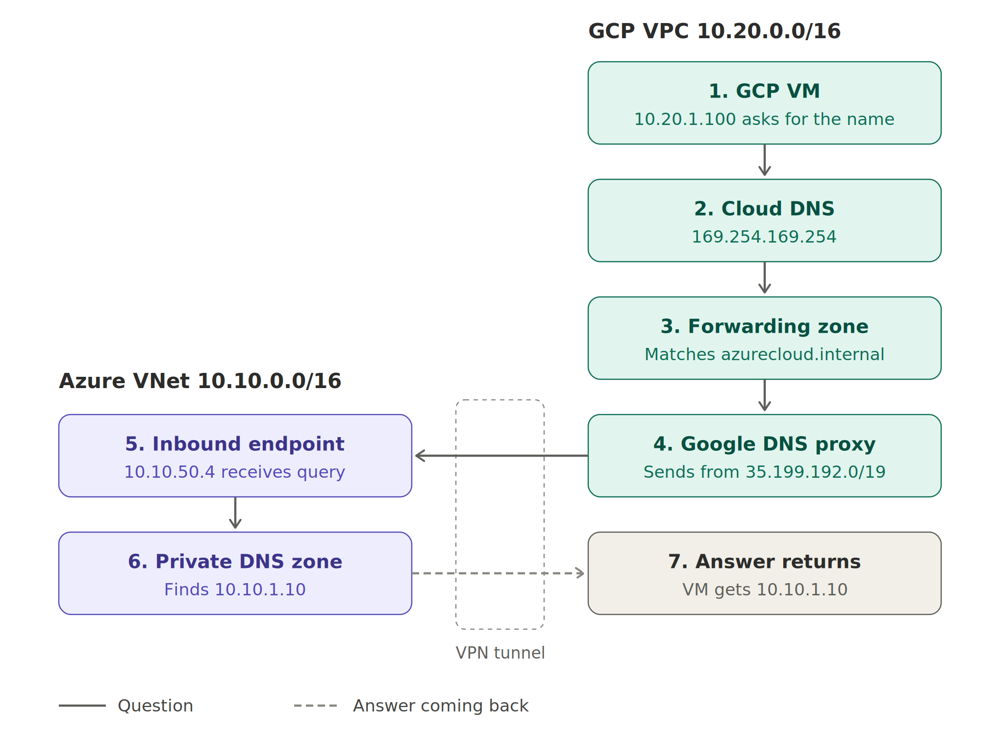 GCP VPC 10.20.0.0/16
1. GCP VM
10.20.1.100 asks for the name
2. Cloud DNS
169.254.169.254
3. Forwarding zone
Matches azurecloud.internal
4. Google DNS proxy
Sends from 35.199.192.0/19
Azure VNet 10.10.0.0/16
5. Inbound endpoint
10.10.50.4 receives query
6. Private DNS zone
Finds 10.10.1.10
7. Answer returns
VM gets 10.10.1.10
VPN tunnel
Question
Answer coming back